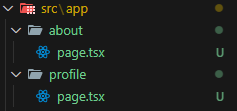 src\app
about
page.tsx U
profile
page.tsx U